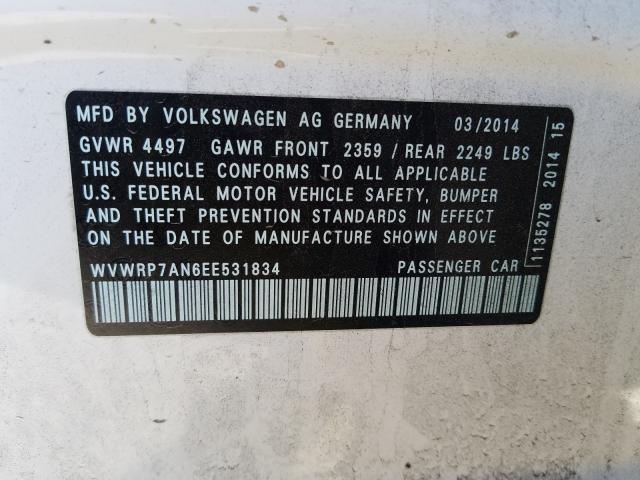 MFD BY VOLKSWAGEN AG GERMANY 03/2014
GVWR 4497 GAWR FRONT 2359 / REAR 2249 LBS
THIS VEHICLE CONFORMS TO ALL APPLICABLE
U.S. FEDERAL MOTOR VEHICLE SAFETY, BUMPER
AND THEFT PREVENTION STANDARDS IN EFFECT
ON THE DATE OF MANUFACTURE SHOWN ABOVE
WVWRP7AN6EE531834 PASSENGER CAR
1135278 2014 15